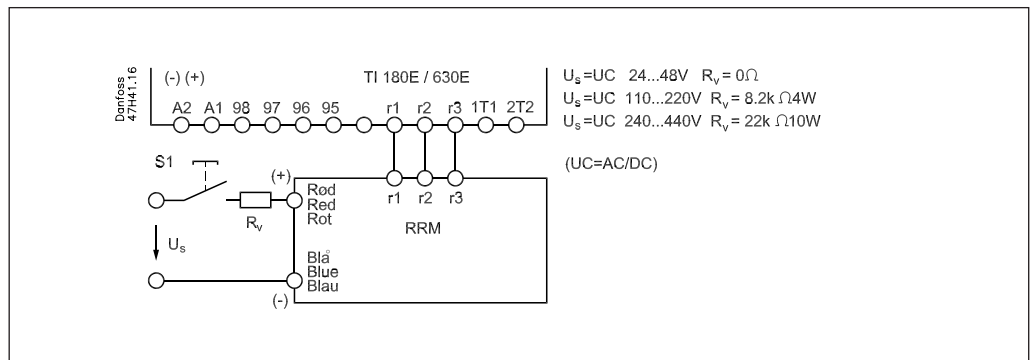 Danfoss
47H41.16
(-) (+)
TI 180E / 630E
A2 A1 98 97 96 95 r1 r2 r3 1T1 2T2
Us=UC 24...48V Rv= 0Ω
Us=UC 110...220V Rv= 8.2k Ω4W
Us=UC 240...440V Rv= 22k Ω10W
(UC=AC/DC)
S1
(+)
Rød
Red
Rot
r1 r2 r3
Rv
RRM
Us
Blå
Blue
Blau
(-)